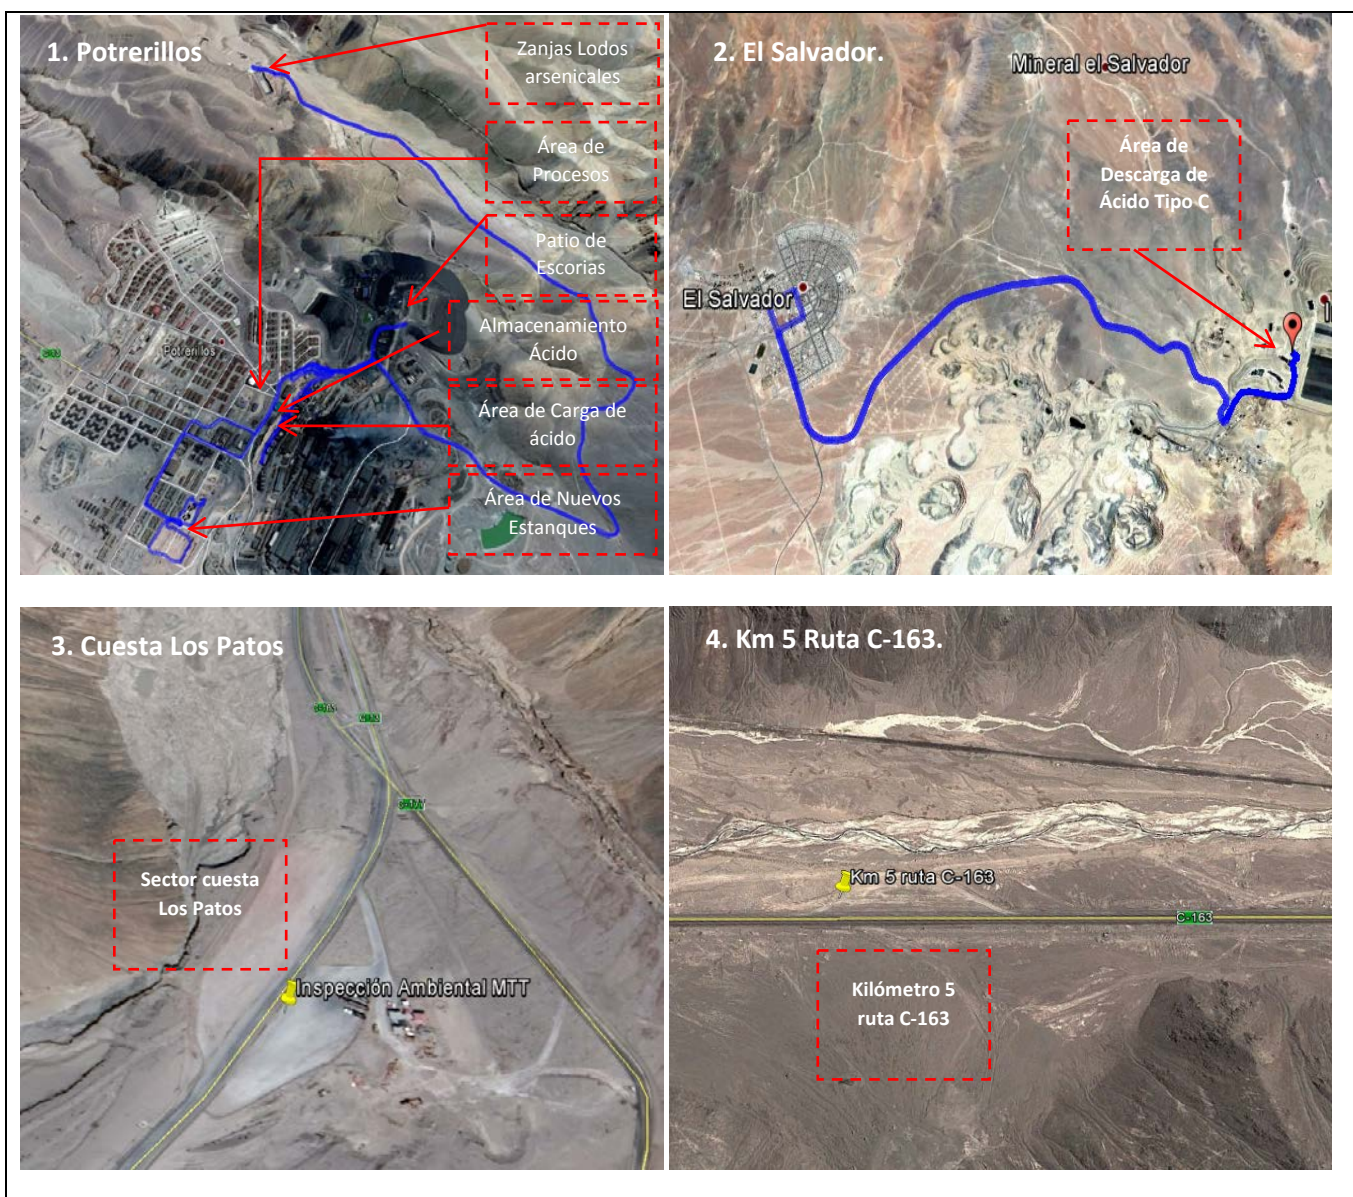 1. Potrerillos
Zanjas Lodos
arsenicales
Área de
Procesos
Patio de
Escorias
Almacenamiento
Ácido
Área de Carga de
ácido
Área de Nuevos
Estanques
Potrerillos
2. El Salvador.
Mineral el Salvador
Área de
Descarga de
Ácido Tipo C
El Salvador
3. Cuesta Los Patos
Sector cuesta
Los Patos
Inspección Ambiental MTT
4. Km 5 Ruta C-163.
Km 5 ruta C-163
C-163
Kilómetro 5
ruta C-163